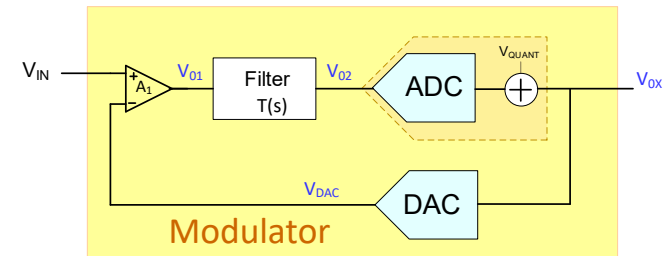 V_QUANT
V_IN
A_1
V_01
Filter
T(s)
V_02
ADC
V_0X
V_DAC
DAC
Modulator